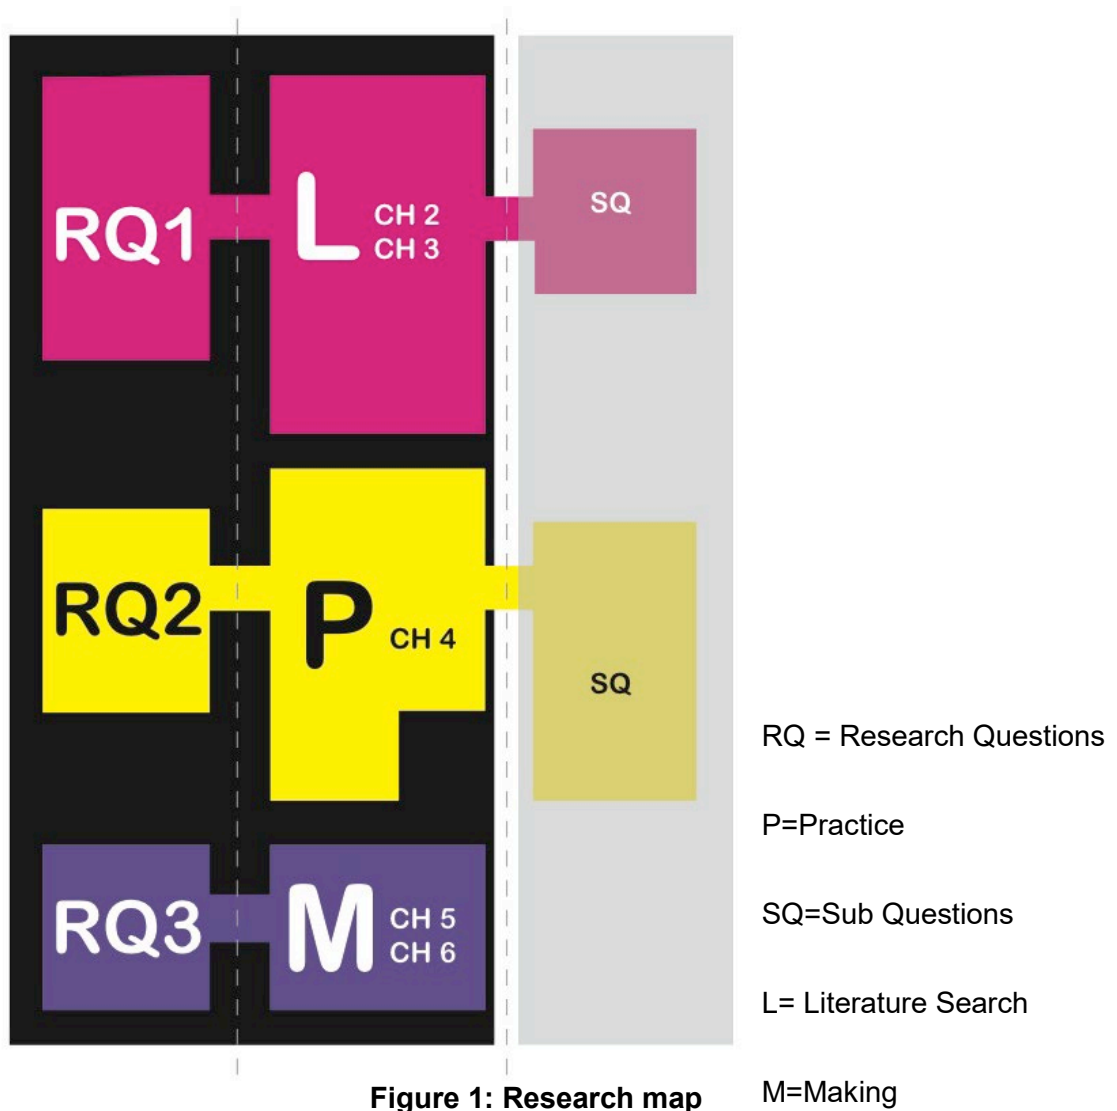 RQ1
L
CH 2
CH 3
SQ
RQ2
P
CH 4
SQ
RQ3
M
CH 5
CH 6
RQ = Research Questions
P=Practice
SQ=Sub Questions
L= Literature Search
M=Making
Figure 1: Research map